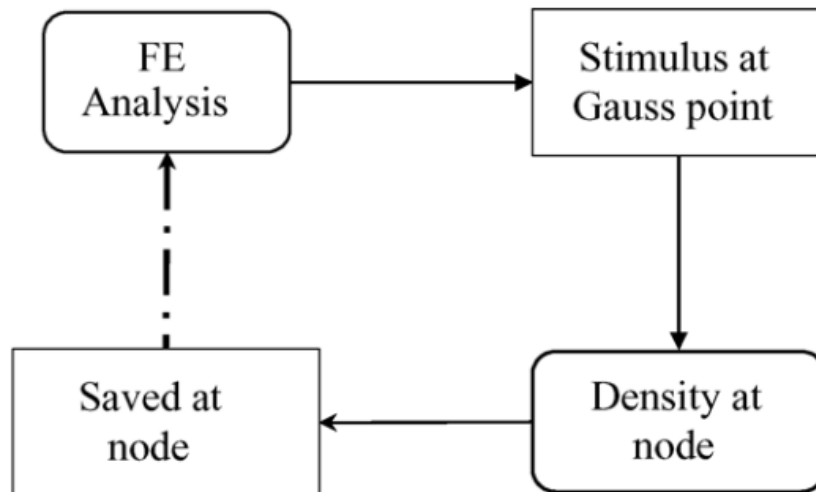 FE
Analysis
Stimulus at
Gauss point
Saved at
node
Density at
node